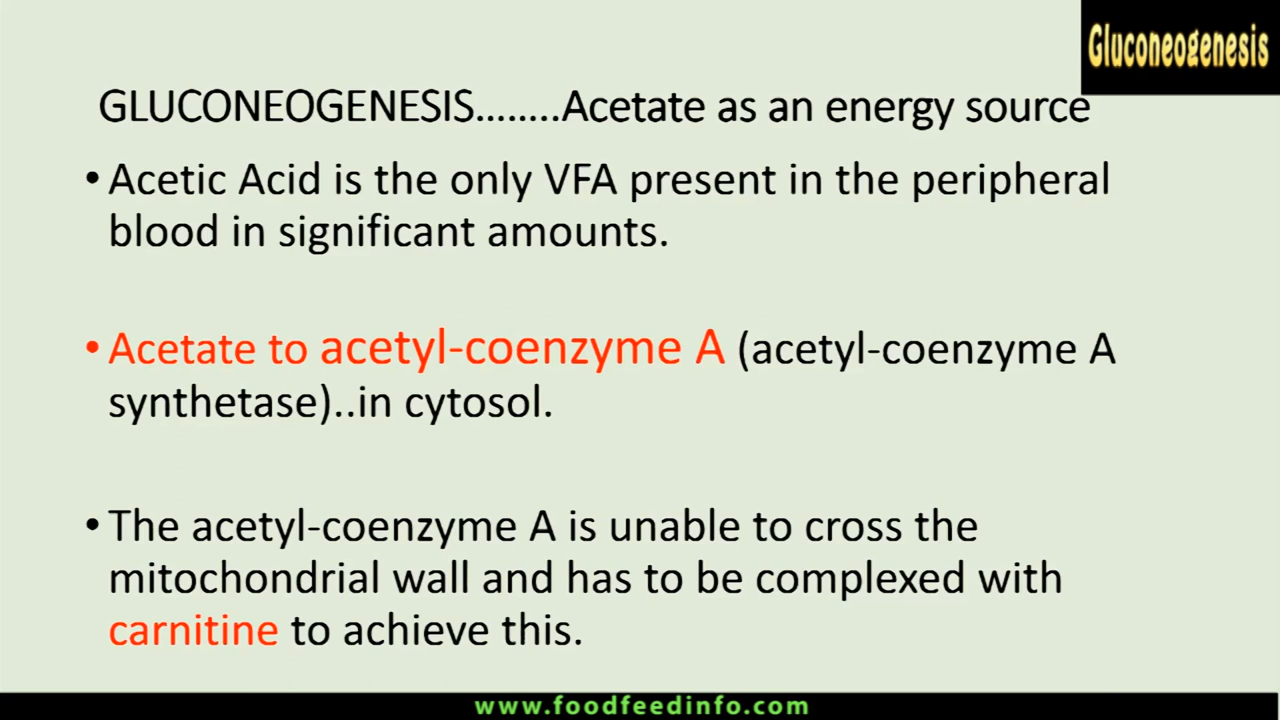 Gluconeogenesis
GLUCONEOGENESIS........Acetate as an energy source
•Acetic Acid is the only VFA present in the peripheral
blood in significant amounts.
•Acetate to acetyl-coenzyme A (acetyl-coenzyme A
synthetase)..in cytosol.
•The acetyl-coenzyme A is unable to cross the
mitochondrial wall and has to be complexed with
carnitine to achieve this.
www.foodfeedinfo.com